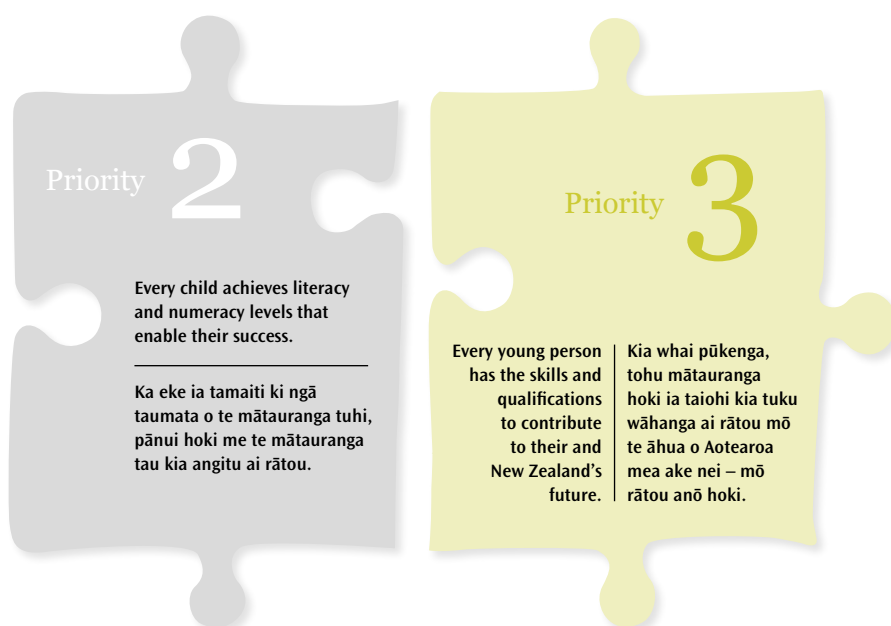 Priority 2
Every child achieves literacy
and numeracy levels that
enable their success.
Ka eke ia tamaiti ki ngā
taumata o te mātauranga tuhi,
pānui hoki me te mātauranga
tau kia angitu ai rātou.
Priority 3
Every young person
has the skills and
qualifications
to contribute
to their and
New Zealand’s
future.
Kia whai pūkenga,
tohu mātauranga
hoki ia taiohi kia tuku
wāhanga ai rātou mō
te āhua o Aotearoa
mea ake nei – mō
rātou anō hoki.